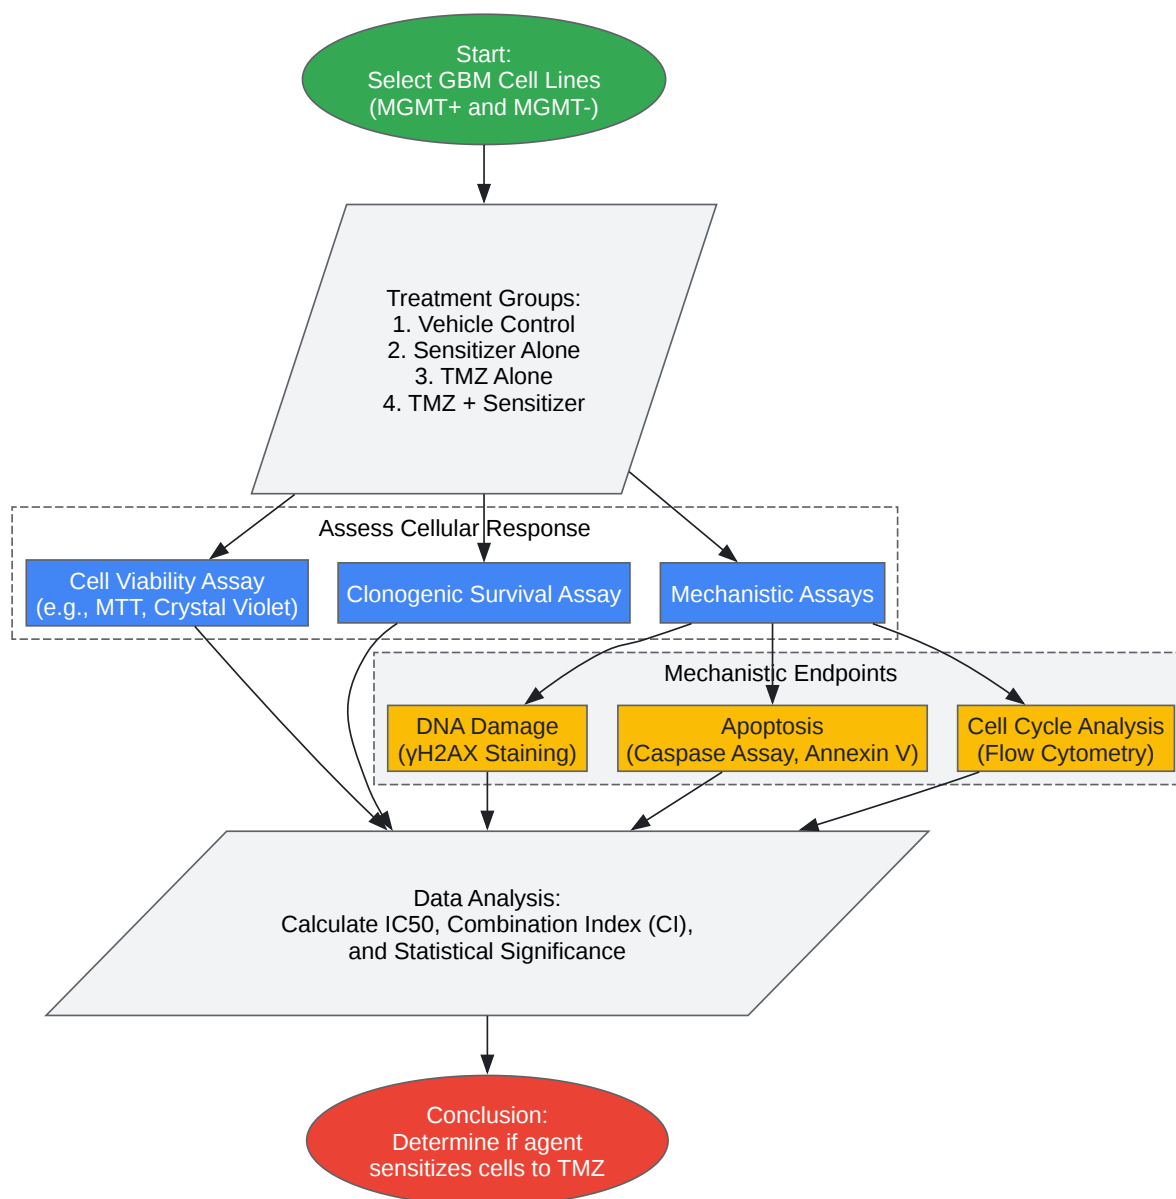 Start:
Select GBM Cell Lines
(MGMT+ and MGMT-)
Treatment Groups:
1. Vehicle Control
2. Sensitizer Alone
3. TMZ Alone
4. TMZ + Sensitizer
Assess Cellular Response
Cell Viability Assay
(e.g., MTT, Crystal Violet)
Clonogenic Survival Assay
Mechanistic Assays
Mechanistic Endpoints
DNA Damage
(γH2AX Staining)
Apoptosis
(Caspase Assay, Annexin V)
Cell Cycle Analysis
(Flow Cytometry)
Data Analysis:
Calculate IC50, Combination Index (CI),
and Statistical Significance
Conclusion:
Determine if agent
sensitizes cells to TMZ